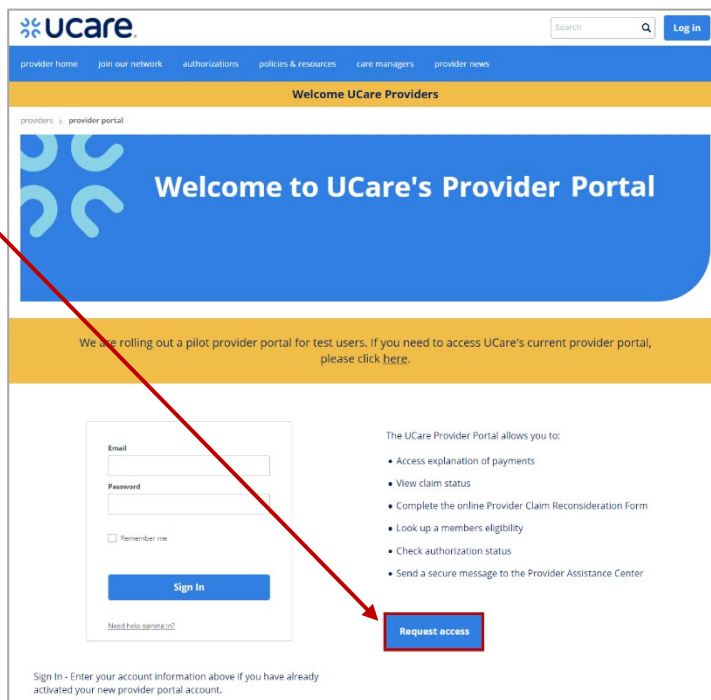 ucare.
Search
Log in
provider home join our network authorizations policies & resources care managers provider news
Welcome UCare Providers
providers > provider portal
Welcome to UCare's Provider Portal
We are rolling out a pilot provider portal for test users. If you need to access UCare's current provider portal,
please click here.
Email
Password
Remember me
Sign In
Need help signing in?
Sign In - Enter your account information above if you have already
activated your new provider portal account.
The UCare Provider Portal allows you to:
• Access explanation of payments
• View claim status
• Complete the online Provider Claim Reconsideration Form
• Look up a members eligibility
• Check authorization status
• Send a secure message to the Provider Assistance Center
Request access